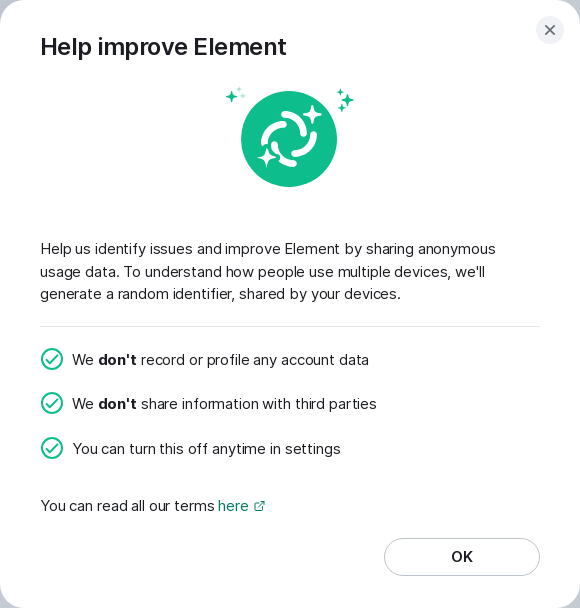 Help improve Element
Help us identify issues and improve Element by sharing anonymous
usage data. To understand how people use multiple devices, we'll
generate a random identifier, shared by your devices.
We don't record or profile any account data
We don't share information with third parties
You can turn this off anytime in settings
You can read all our terms here
OK